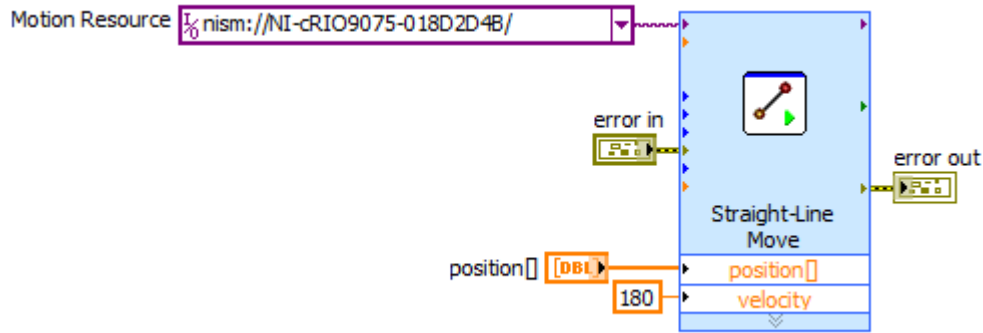 Motion Resource
I/O nism://NI-cRIO9075-018D2D4B/
error in
error out
Straight-Line
Move
position[]
[DBL]
position[]
180
velocity